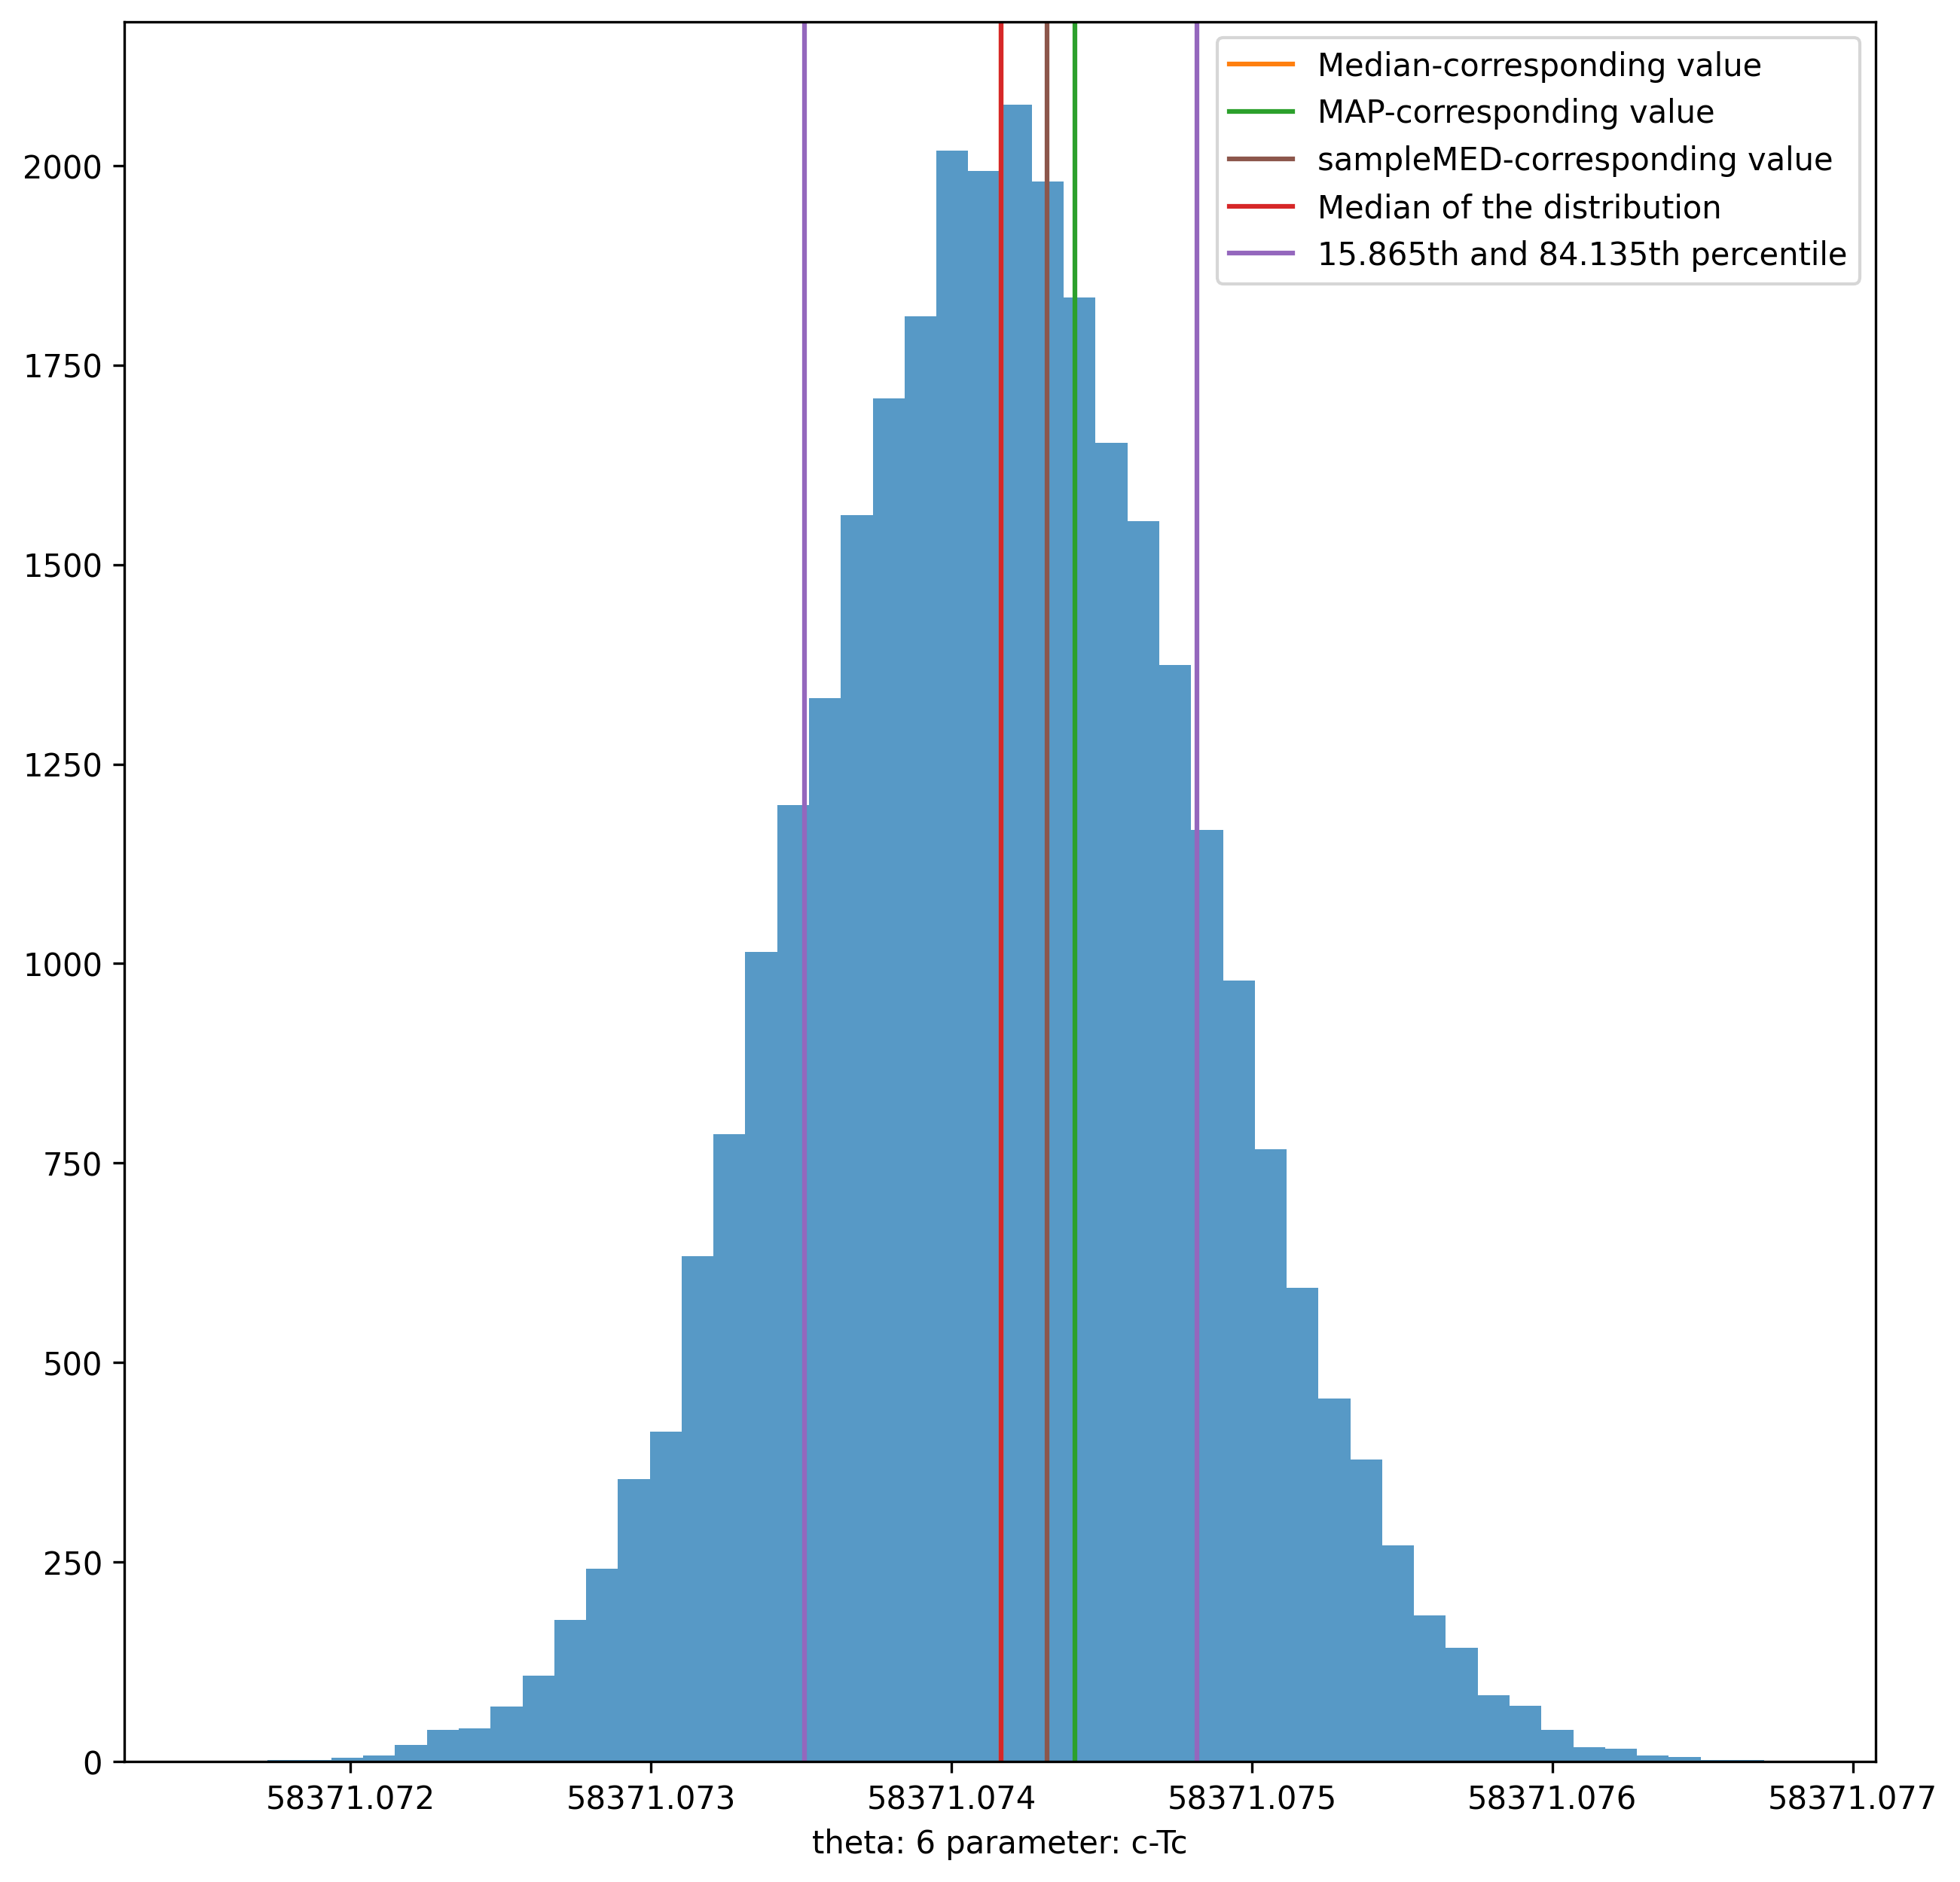 Median-corresponding value
MAP-corresponding value
sampleMED-corresponding value
Median of the distribution
15.865th and 84.135th percentile
2000
1750
1500
1250
1000
750
500
250
0
58371.072 58371.073 58371.074 58371.075 58371.076 58371.077
theta: 6 parameter: c-Tc